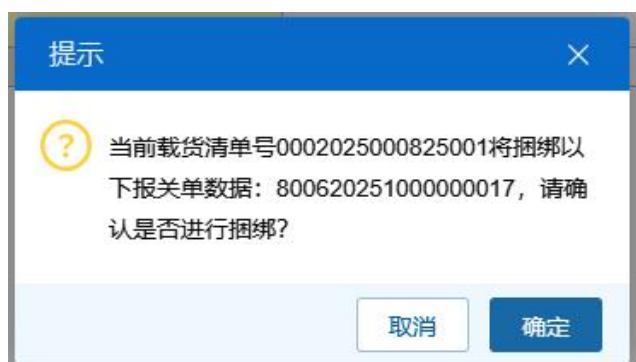 提示
?
当前载货清单号0002025000825001将捆绑以
下报关单数据：800620251000000017，请确
认是否进行捆绑？
取消
确定